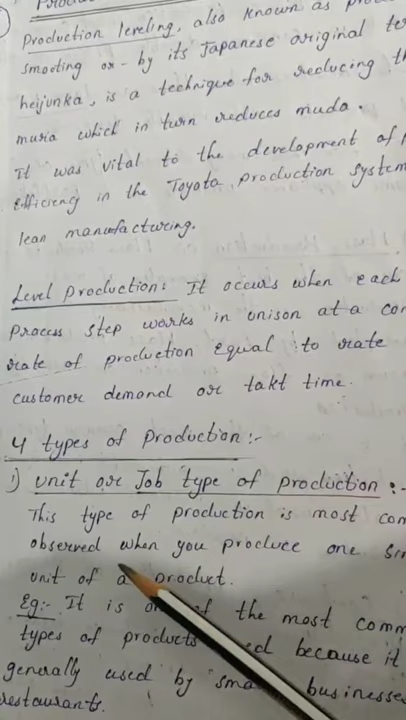 Production leveling, also known as
smooting or - by its Japanese original
heijunka, is a technique for reducing
mura which in turn reduces muda.
It was vital to the development of
Efficiency in the Toyota production system
lean manufacturing.
Level production: It occurs when each
process step works in unison at a
rate of production Equal to rate
customer demand or takt time.
4 types of production :-
1) unit or Job type of production :-
This type of production is most
observed when you produce one
unit of a product.
Eg:- It is of the most
types of products because it
generally used by businesses
restaurants.